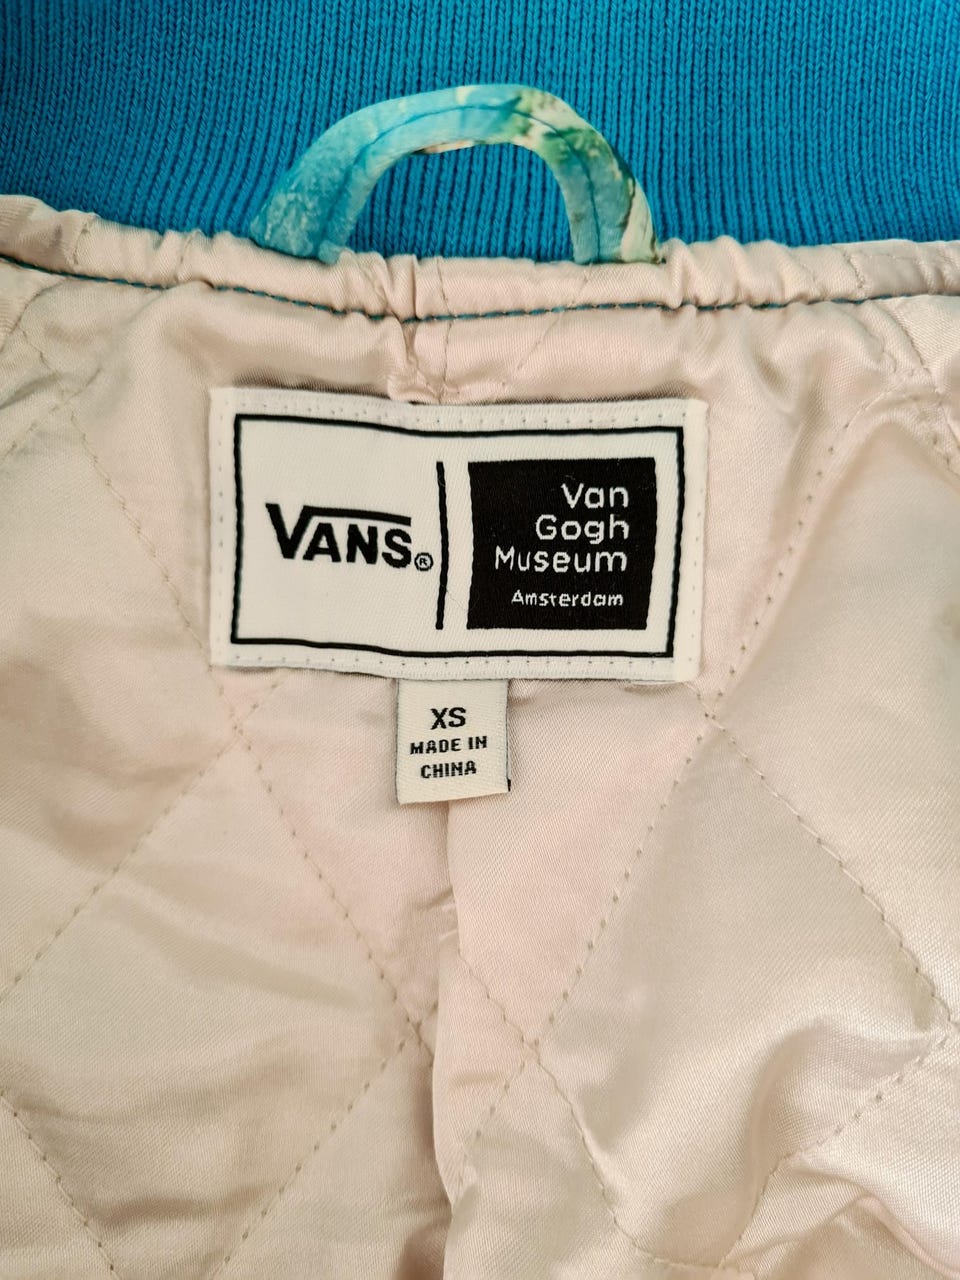 VANS®
Van
Gogh
Museum
Amsterdam
XS
MADE IN
CHINA